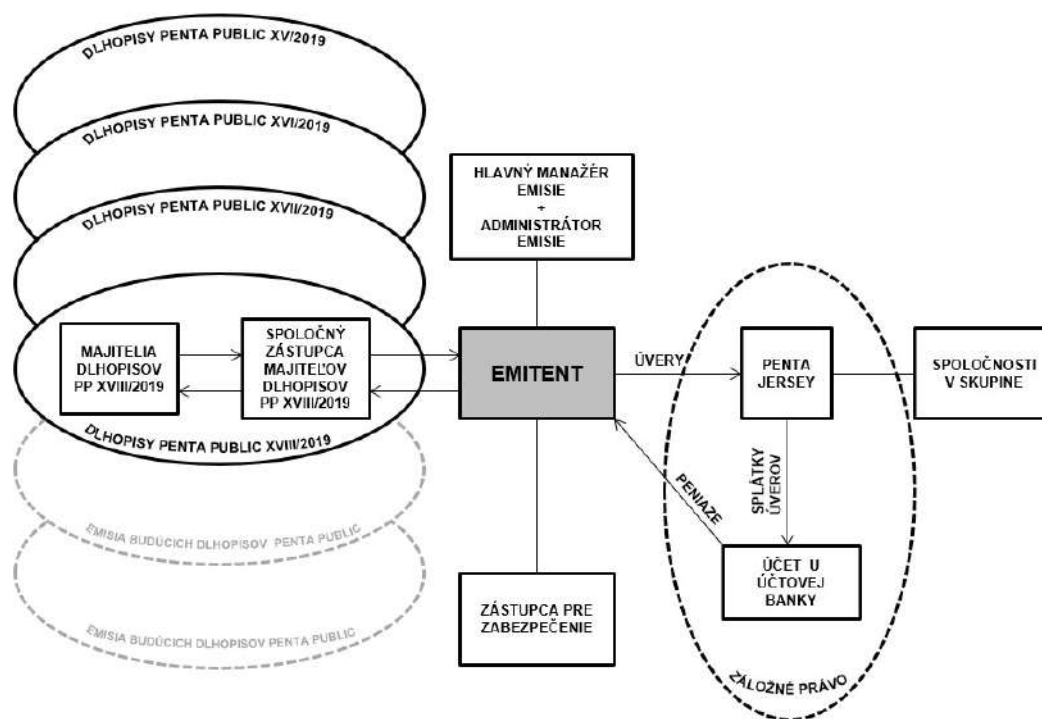 DLHOPISY PENTA PUBLIC XV/2019
DLHOPISY PENTA PUBLIC XVI/2019
DLHOPISY PENTA PUBLIC XVII/2019
MAJITELIA
DLHOPISOV
PP XVIII/2019
SPOLOČNÝ
ZÁSTUPCA
MAJITEĽOV
DLHOPISOV
PP XVIII/2019
DLHOPISY PENTA PUBLIC XVIII/2019
EMISIA BUDÚCICH DLHOPISOV PENTA PUBLIC
EMISIA BUDÚCICH DLHOPISOV PENTA PUBLIC
HLAVNÝ MANAŽÉR
EMISIE
+
ADMINISTRÁTOR
EMISIE
EMITENT
ZÁSTUPCA PRE
ZABEZPEČENIE
ÚVERY
PENTA
JERSEY
SPOLOČNOSTI
V SKUPINE
SPLÁTKY
ÚVEROV
PENIAZE
ÚČET U
ÚČTOVEJ
BANKY
ZÁLOŽNÉ PRÁVO